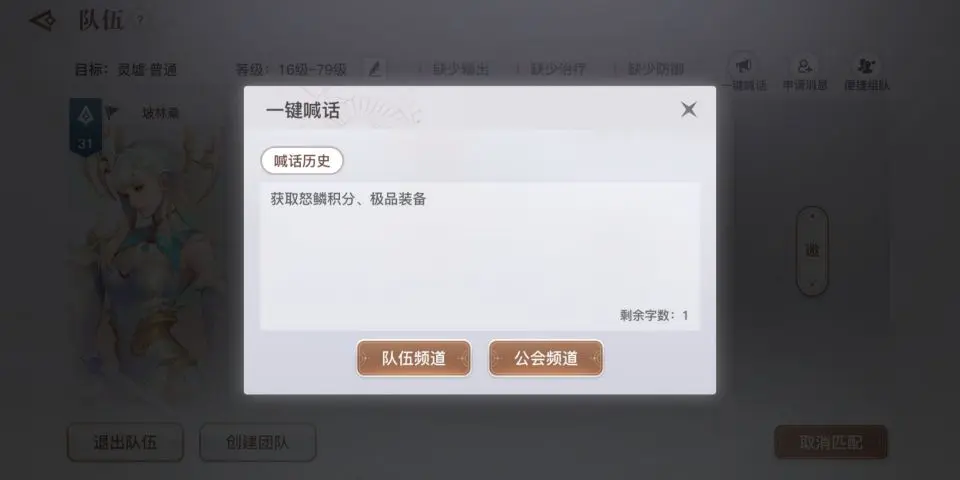 队伍 ?
目标：灵墟 普通
等级：16级-79级
缺少输出
缺少治疗
缺少防御
一键喊话
申请消息
便捷组队
31
坡林桑
一键喊话
喊话历史
获取怒鳞积分、极品装备
剩余字数：1
队伍频道
公会频道
邀
退出队伍
创建团队
取消匹配